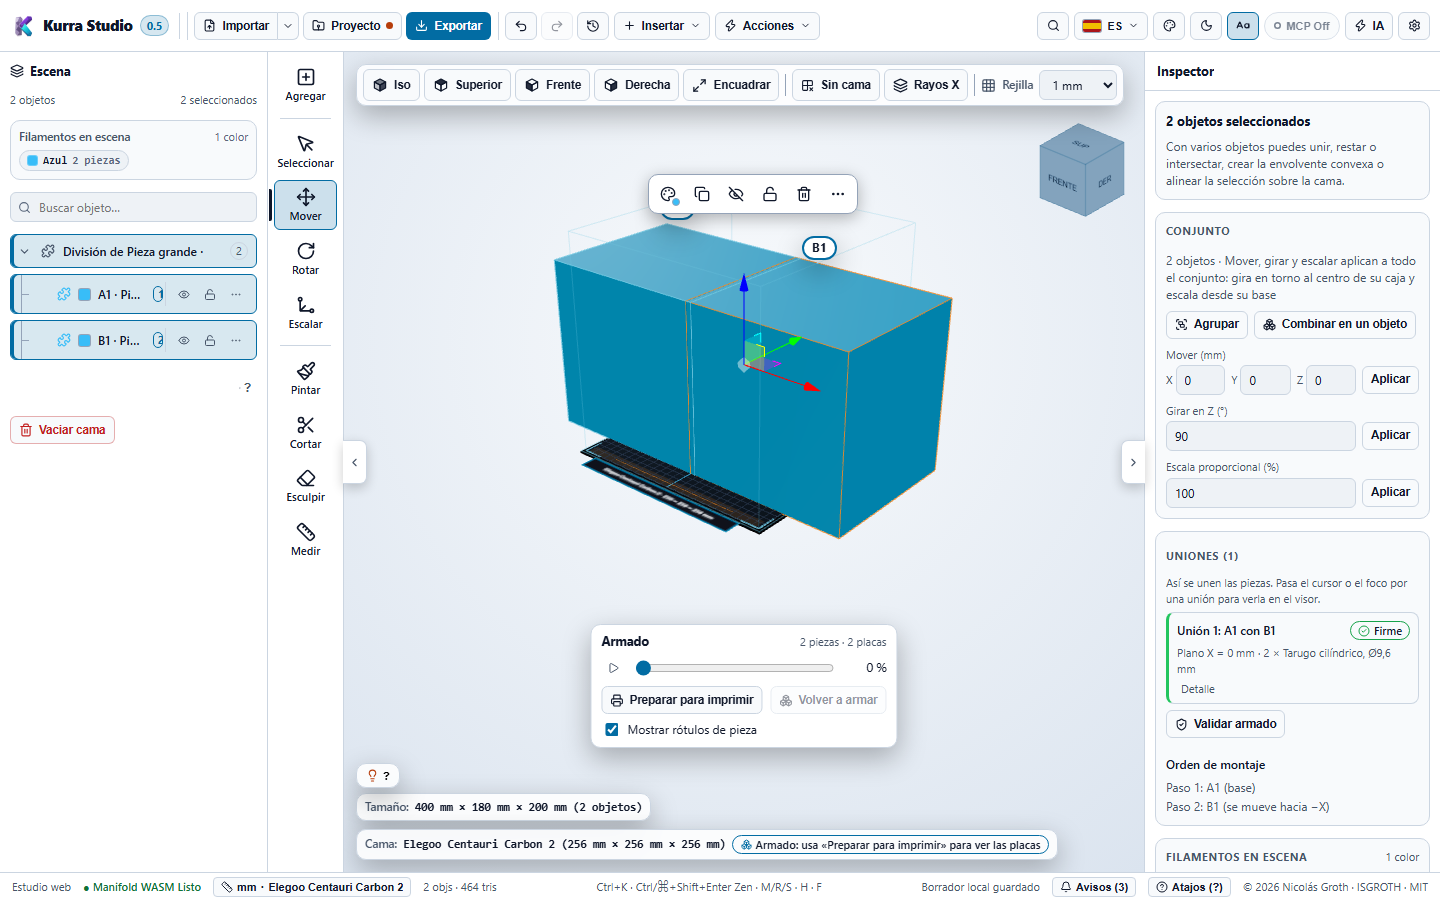 Kurra Studio 0.5
Importar
Proyecto
Exportar
Insertar
Acciones
ES
Aa
MCP Off
IA
Escena
2 objetos 2 seleccionados
Filamentos en escena 1 color
Azul 2 piezas
Buscar objeto...
División de Pieza grande · 2
A1 · Pi... 1
B1 · Pi... 2
· ?
Vaciar cama
Agregar
Seleccionar
Mover
Rotar
Escalar
Pintar
Cortar
Esculpir
Medir
Iso
Superior
Frente
Derecha
Encuadrar
Sin cama
Rayos X
Rejilla 1 mm
SUP
FRENTE
DER
B1
Armado 2 piezas · 2 placas
0 %
Preparar para imprimir
Volver a armar
Mostrar rótulos de pieza
?
Tamaño: 400 mm × 180 mm × 200 mm (2 objetos)
Cama: Elegoo Centauri Carbon 2 (256 mm × 256 mm × 256 mm) Armado: usa «Preparar para imprimir» para ver las placas
Inspector
2 objetos seleccionados
Con varios objetos puedes unir, restar o
intersectar, crear la envolvente convexa o
alinear la selección sobre la cama.
CONJUNTO
2 objetos · Mover, girar y escalar aplican a todo
el conjunto: gira en torno al centro de su caja y
escala desde su base
Agrupar
Combinar en un objeto
Mover (mm)
X 0 Y 0 Z 0 Aplicar
Girar en Z (°)
90 Aplicar
Escala proporcional (%)
100 Aplicar
UNIONES (1)
Así se unen las piezas. Pasa el cursor o el foco por
una unión para verla en el visor.
Unión 1: A1 con B1 Firme
Plano X = 0 mm · 2 × Tarugo cilíndrico, Ø9,6
mm
Detalle
Validar armado
Orden de montaje
Paso 1: A1 (base)
Paso 2: B1 (se mueve hacia −X)
FILAMENTOS EN ESCENA 1 color
Estudio web
Manifold WASM Listo
mm · Elegoo Centauri Carbon 2
2 objs · 464 tris
Ctrl+K · Ctrl/⌘+Shift+Enter Zen · M/R/S · H · F
Borrador local guardado
Avisos (3)
Atajos (?)
© 2026 Nicolás Groth · ISGROTH · MIT